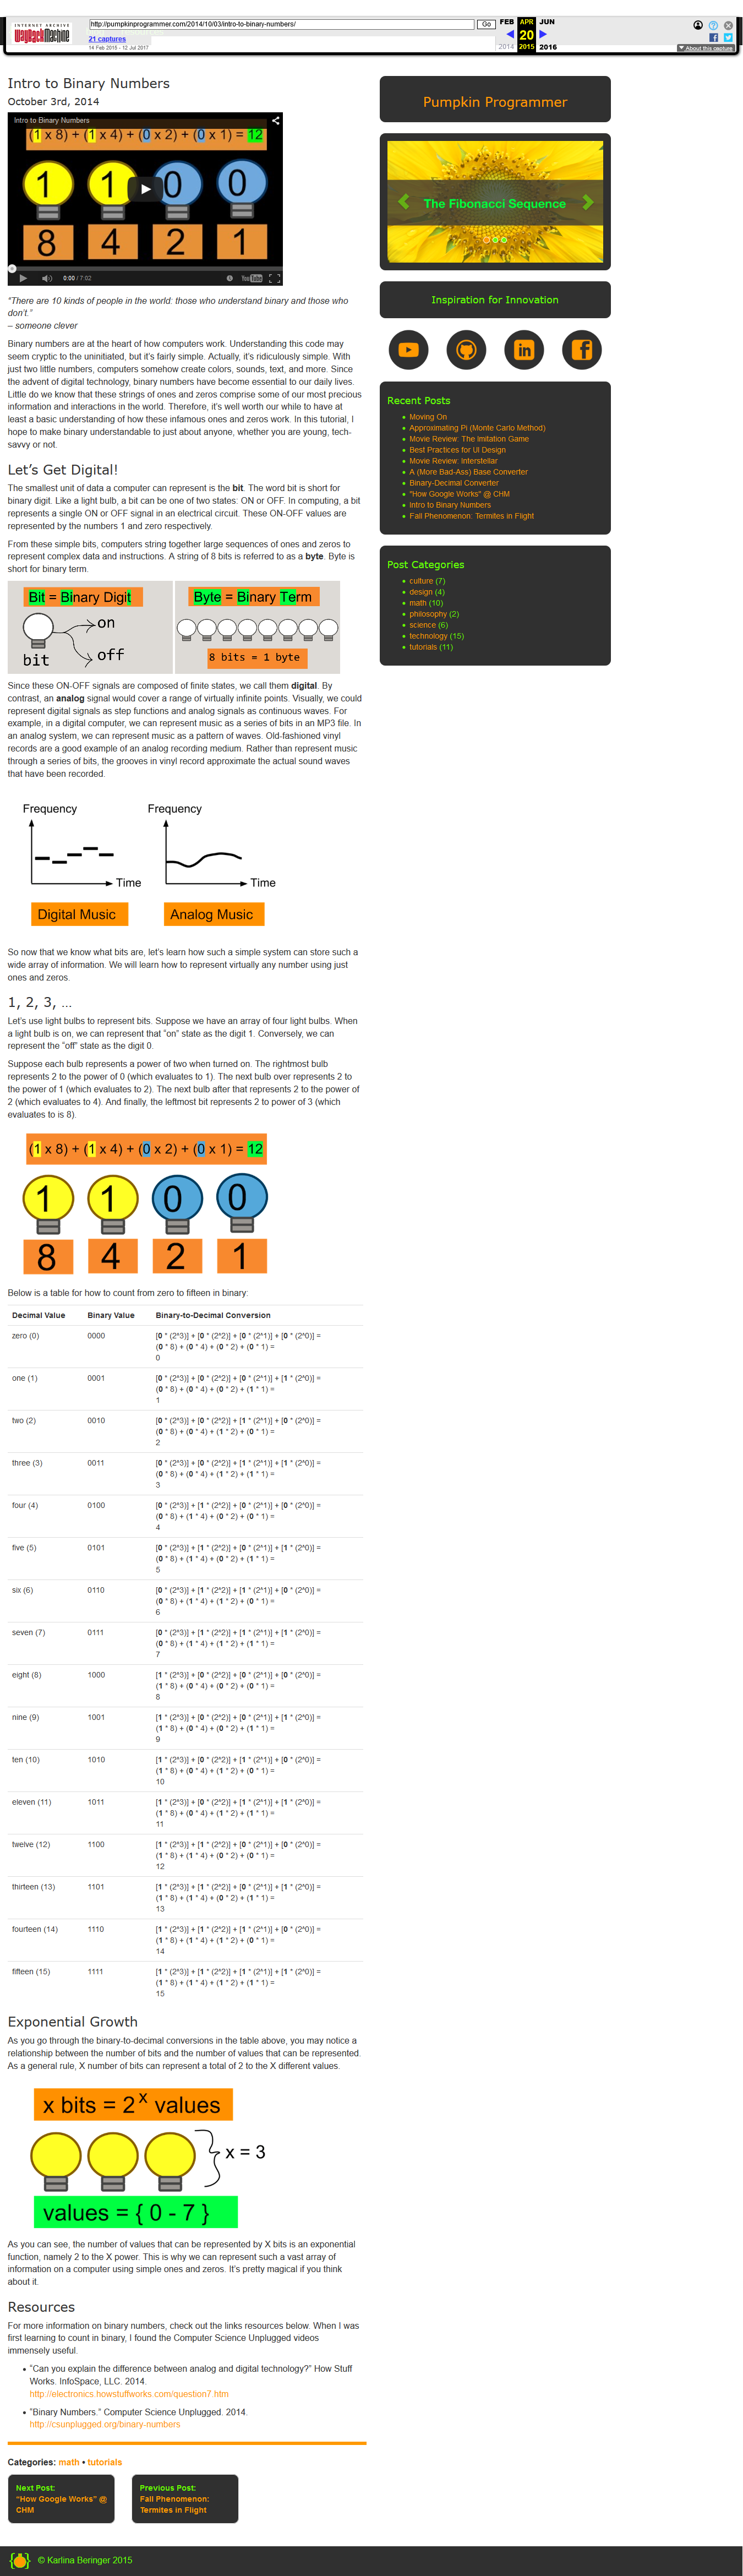 INTERNET ARCHIVE
WayBackMachine
http://pumpkinprogrammer.com/2014/10/03/intro-to-binary-numbers/
Go
FEB APR JUN
20
2014 2015 2016
21 captures
14 Feb 2015 - 12 Jul 2017
About this capture
Intro to Binary Numbers
October 3rd, 2014
Intro to Binary Numbers
(1 x 8) + (1 x 4) + (0 x 2) + (0 x 1) = 12
1 1 0 0
8 4 2 1
0:00 / 7:02
YouTube
“There are 10 kinds of people in the world: those who understand binary and those who
don’t.”
– someone clever
Binary numbers are at the heart of how computers work. Understanding this code may
seem cryptic to the uninitiated, but it’s fairly simple. Actually, it’s ridiculously simple. With
just two little numbers, computers somehow create colors, sounds, text, and more. Since
the advent of digital technology, binary numbers have become essential to our daily lives.
Little do we know that these strings of ones and zeros comprise some of our most precious
information and interactions in the world. Therefore, it’s well worth our while to have at
least a basic understanding of how these infamous ones and zeros work. In this tutorial, I
hope to make binary understandable to just about anyone, whether you are young, tech-
savvy or not.
Let’s Get Digital!
The smallest unit of data a computer can represent is the bit. The word bit is short for
binary digit. Like a light bulb, a bit can be one of two states: ON or OFF. In computing, a bit
represents a single ON or OFF signal in an electrical circuit. These ON-OFF values are
represented by the numbers 1 and zero respectively.
From these simple bits, computers string together large sequences of ones and zeros to
represent complex data and instructions. A string of 8 bits is referred to as a byte. Byte is
short for binary term.
Bit = Binary Digit
on
off
bit
Byte = Binary Term
8 bits = 1 byte
Since these ON-OFF signals are composed of finite states, we call them digital. By
contrast, an analog signal would cover a range of virtually infinite points. Visually, we could
represent digital signals as step functions and analog signals as continuous waves. For
example, in a digital computer, we can represent music as a series of bits in an MP3 file. In
an analog system, we can represent music as a pattern of waves. Old-fashioned vinyl
records are a good example of an analog recording medium. Rather than represent music
through a series of bits, the grooves in vinyl record approximate the actual sound waves
that have been recorded.
Frequency
Time
Digital Music
Frequency
Time
Analog Music
So now that we know what bits are, let’s learn how such a simple system can store such a
wide array of information. We will learn how to represent virtually any number using just
ones and zeros.
1, 2, 3, …
Let’s use light bulbs to represent bits. Suppose we have an array of four light bulbs. When
a light bulb is on, we can represent that “on” state as the digit 1. Conversely, we can
represent the “off” state as the digit 0.
Suppose each bulb represents a power of two when turned on. The rightmost bulb
represents 2 to the power of 0 (which evaluates to 1). The next bulb over represents 2 to
the power of 1 (which evaluates to 2). The next bulb after that represents 2 to the power of
2 (which evaluates to 4). And finally, the leftmost bit represents 2 to power of 3 (which
evaluates to is 8).
(1 x 8) + (1 x 4) + (0 x 2) + (0 x 1) = 12
1 1 0 0
8 4 2 1
Below is a table for how to count from zero to fifteen in binary:
Decimal Value Binary Value Binary-to-Decimal Conversion
zero (0) 0000 [0 * (2^3)] + [0 * (2^2)] + [0 * (2^1)] + [0 * (2^0)] =
(0 * 8) + (0 * 4) + (0 * 2) + (0 * 1) =
0
one (1) 0001 [0 * (2^3)] + [0 * (2^2)] + [0 * (2^1)] + [1 * (2^0)] =
(0 * 8) + (0 * 4) + (0 * 2) + (1 * 1) =
1
two (2) 0010 [0 * (2^3)] + [0 * (2^2)] + [1 * (2^1)] + [0 * (2^0)] =
(0 * 8) + (0 * 4) + (1 * 2) + (0 * 1) =
2
three (3) 0011 [0 * (2^3)] + [0 * (2^2)] + [1 * (2^1)] + [1 * (2^0)] =
(0 * 8) + (0 * 4) + (1 * 2) + (1 * 1) =
3
four (4) 0100 [0 * (2^3)] + [1 * (2^2)] + [0 * (2^1)] + [0 * (2^0)] =
(0 * 8) + (1 * 4) + (0 * 2) + (0 * 1) =
4
five (5) 0101 [0 * (2^3)] + [1 * (2^2)] + [0 * (2^1)] + [1 * (2^0)] =
(0 * 8) + (1 * 4) + (0 * 2) + (1 * 1) =
5
six (6) 0110 [0 * (2^3)] + [1 * (2^2)] + [1 * (2^1)] + [0 * (2^0)] =
(0 * 8) + (1 * 4) + (1 * 2) + (0 * 1) =
6
seven (7) 0111 [0 * (2^3)] + [1 * (2^2)] + [1 * (2^1)] + [1 * (2^0)] =
(0 * 8) + (1 * 4) + (1 * 2) + (1 * 1) =
7
eight (8) 1000 [1 * (2^3)] + [0 * (2^2)] + [0 * (2^1)] + [0 * (2^0)] =
(1 * 8) + (0 * 4) + (0 * 2) + (0 * 1) =
8
nine (9) 1001 [1 * (2^3)] + [0 * (2^2)] + [0 * (2^1)] + [1 * (2^0)] =
(1 * 8) + (0 * 4) + (0 * 2) + (1 * 1) =
9
ten (10) 1010 [1 * (2^3)] + [0 * (2^2)] + [1 * (2^1)] + [0 * (2^0)] =
(1 * 8) + (0 * 4) + (1 * 2) + (0 * 1) =
10
eleven (11) 1011 [1 * (2^3)] + [0 * (2^2)] + [1 * (2^1)] + [1 * (2^0)] =
(1 * 8) + (0 * 4) + (1 * 2) + (1 * 1) =
11
twelve (12) 1100 [1 * (2^3)] + [1 * (2^2)] + [0 * (2^1)] + [0 * (2^0)] =
(1 * 8) + (1 * 4) + (0 * 2) + (0 * 1) =
12
thirteen (13) 1101 [1 * (2^3)] + [1 * (2^2)] + [0 * (2^1)] + [1 * (2^0)] =
(1 * 8) + (1 * 4) + (0 * 2) + (1 * 1) =
13
fourteen (14) 1110 [1 * (2^3)] + [1 * (2^2)] + [1 * (2^1)] + [0 * (2^0)] =
(1 * 8) + (1 * 4) + (1 * 2) + (0 * 1) =
14
fifteen (15) 1111 [1 * (2^3)] + [1 * (2^2)] + [1 * (2^1)] + [1 * (2^0)] =
(1 * 8) + (1 * 4) + (1 * 2) + (1 * 1) =
15
Exponential Growth
As you go through the binary-to-decimal conversions in the table above, you may notice a
relationship between the number of bits and the number of values that can be represented.
As a general rule, X number of bits can represent a total of 2 to the X different values.
x bits = 2^x values
x = 3
values = { 0 - 7 }
As you can see, the number of values that can be represented by X bits is an exponential
function, namely 2 to the X power. This is why we can represent such a vast array of
information on a computer using simple ones and zeros. It’s pretty magical if you think
about it.
Resources
For more information on binary numbers, check out the links resources below. When I was
first learning to count in binary, I found the Computer Science Unplugged videos
immensely useful.
“Can you explain the difference between analog and digital technology?” How Stuff
Works. InfoSpace, LLC. 2014.
http://electronics.howstuffworks.com/question7.htm
“Binary Numbers.” Computer Science Unplugged. 2014.
http://csunplugged.org/binary-numbers
Categories: math • tutorials
Next Post:
“How Google Works” @
CHM
Previous Post:
Fall Phenomenon:
Termites in Flight
Pumpkin Programmer
The Fibonacci Sequence
Inspiration for Innovation
Recent Posts
Moving On
Approximating Pi (Monte Carlo Method)
Movie Review: The Imitation Game
Best Practices for UI Design
Movie Review: Interstellar
A (More Bad-Ass) Base Converter
Binary-Decimal Converter
"How Google Works" @ CHM
Intro to Binary Numbers
Fall Phenomenon: Termites in Flight
Post Categories
culture (7)
design (4)
math (10)
philosophy (2)
science (6)
technology (15)
tutorials (11)
© Karlina Beringer 2015